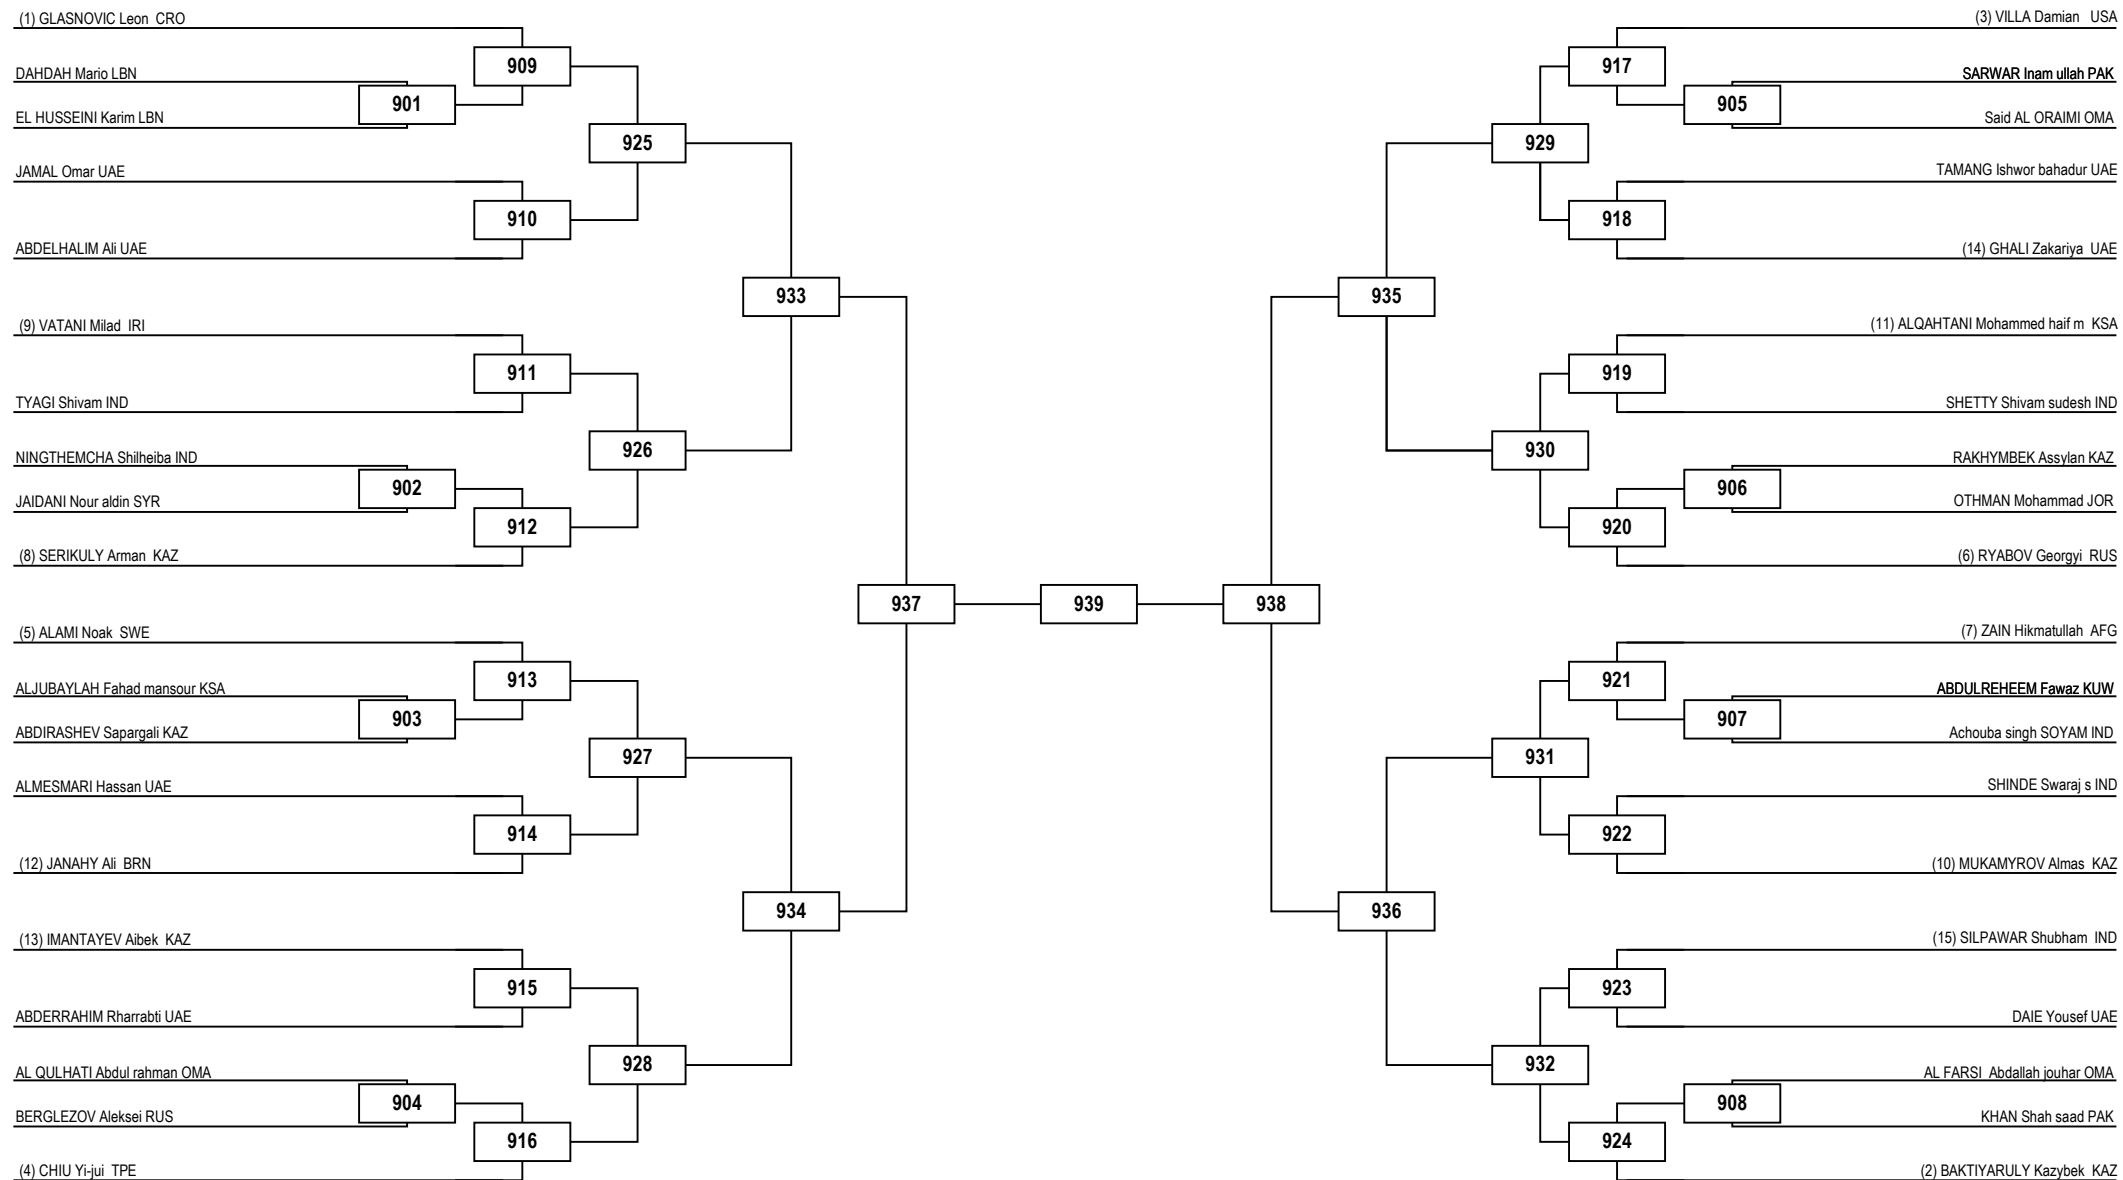 (1) GLASNOVIC Leon CRO
909
DAHDAH Mario LBN
901
EL HUSSEINI Karim LBN
925
JAMAL Omar UAE
910
ABDELHALIM Ali UAE
933
(9) VATANI Milad IRI
911
TYAGI Shivam IND
926
NINGTHEMCHA Shilheiba IND
902
JAIDANI Nour aldin SYR
912
(8) SERIKULY Arman KAZ
937
(5) ALAMI Noak SWE
913
ALJUBAYLAH Fahad mansour KSA
903
ABDIRASHEV Sapargali KAZ
927
ALMESMARI Hassan UAE
914
(12) JANAHY Ali BRN
934
(13) IMANTAYEV Aibek KAZ
915
ABDERRAHIM Rharrabti UAE
928
AL QULHATI Abdul rahman OMA
904
BERGLEZOV Aleksei RUS
916
(4) CHIU Yi-jui TPE
939
(3) VILLA Damian USA
917
SARWAR Inam ullah PAK
905
Said AL ORAIMI OMA
929
TAMANG Ishwor bahadur UAE
918
(14) GHALI Zakariya UAE
935
(11) ALQAHTANI Mohammed haif m KSA
919
SHETTY Shivam sudesh IND
930
RAKHYMBEK Assylan KAZ
906
OTHMAN Mohammad JOR
920
(6) RYABOV Georgyi RUS
938
(7) ZAIN Hikmatullah AFG
921
ABDULREHEEM Fawaz KUW
907
Achouba singh SOYAM IND
931
SHINDE Swaraj s IND
922
(10) MUKAMYROV Almas KAZ
936
(15) SILPAWAR Shubham IND
923
DAIE Yousef UAE
932
AL FARSI Abdallah jouhar OMA
908
KHAN Shah saad PAK
924
(2) BAKTIYARULY Kazybek KAZ